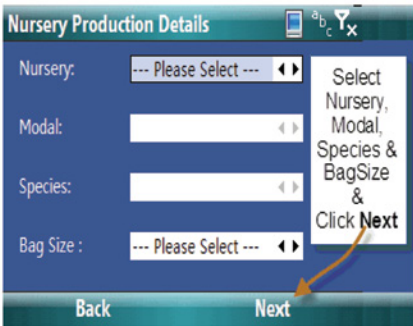 Nursery Production Details abc
Nursery: --- Please Select ---
Modal:
Species:
Bag Size : --- Please Select ---
Select
Nursery,
Modal,
Species &
BagSize
&
Click Next
Back Next